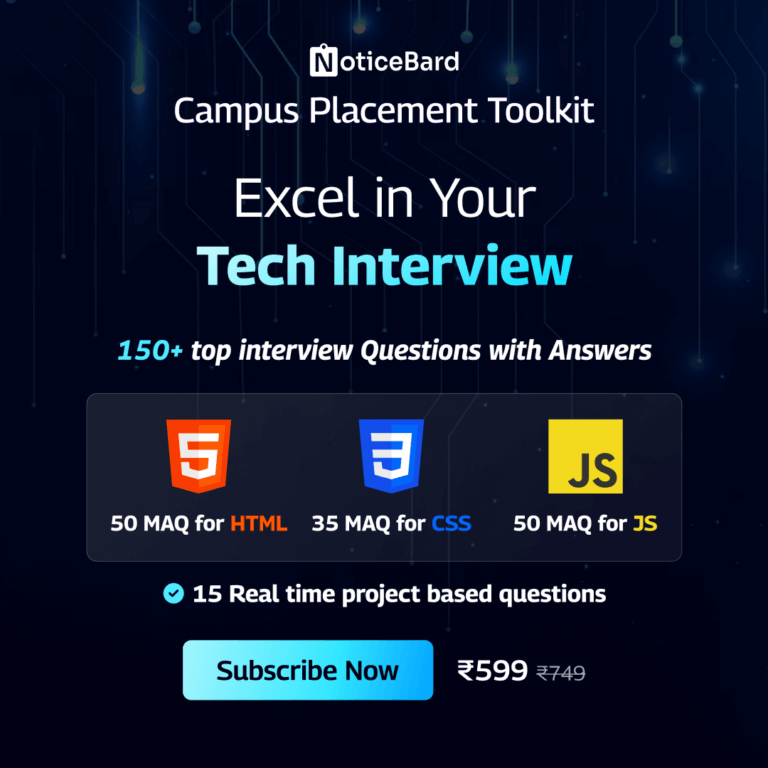 NoticeBard
Campus Placement Toolkit
Excel in Your
Tech Interview
150+ top interview Questions with Answers
JS
50 MAQ for HTML
35 MAQ for CSS
50 MAQ for JS
15 Real time project based questions
Subscribe Now
₹599 ₹749